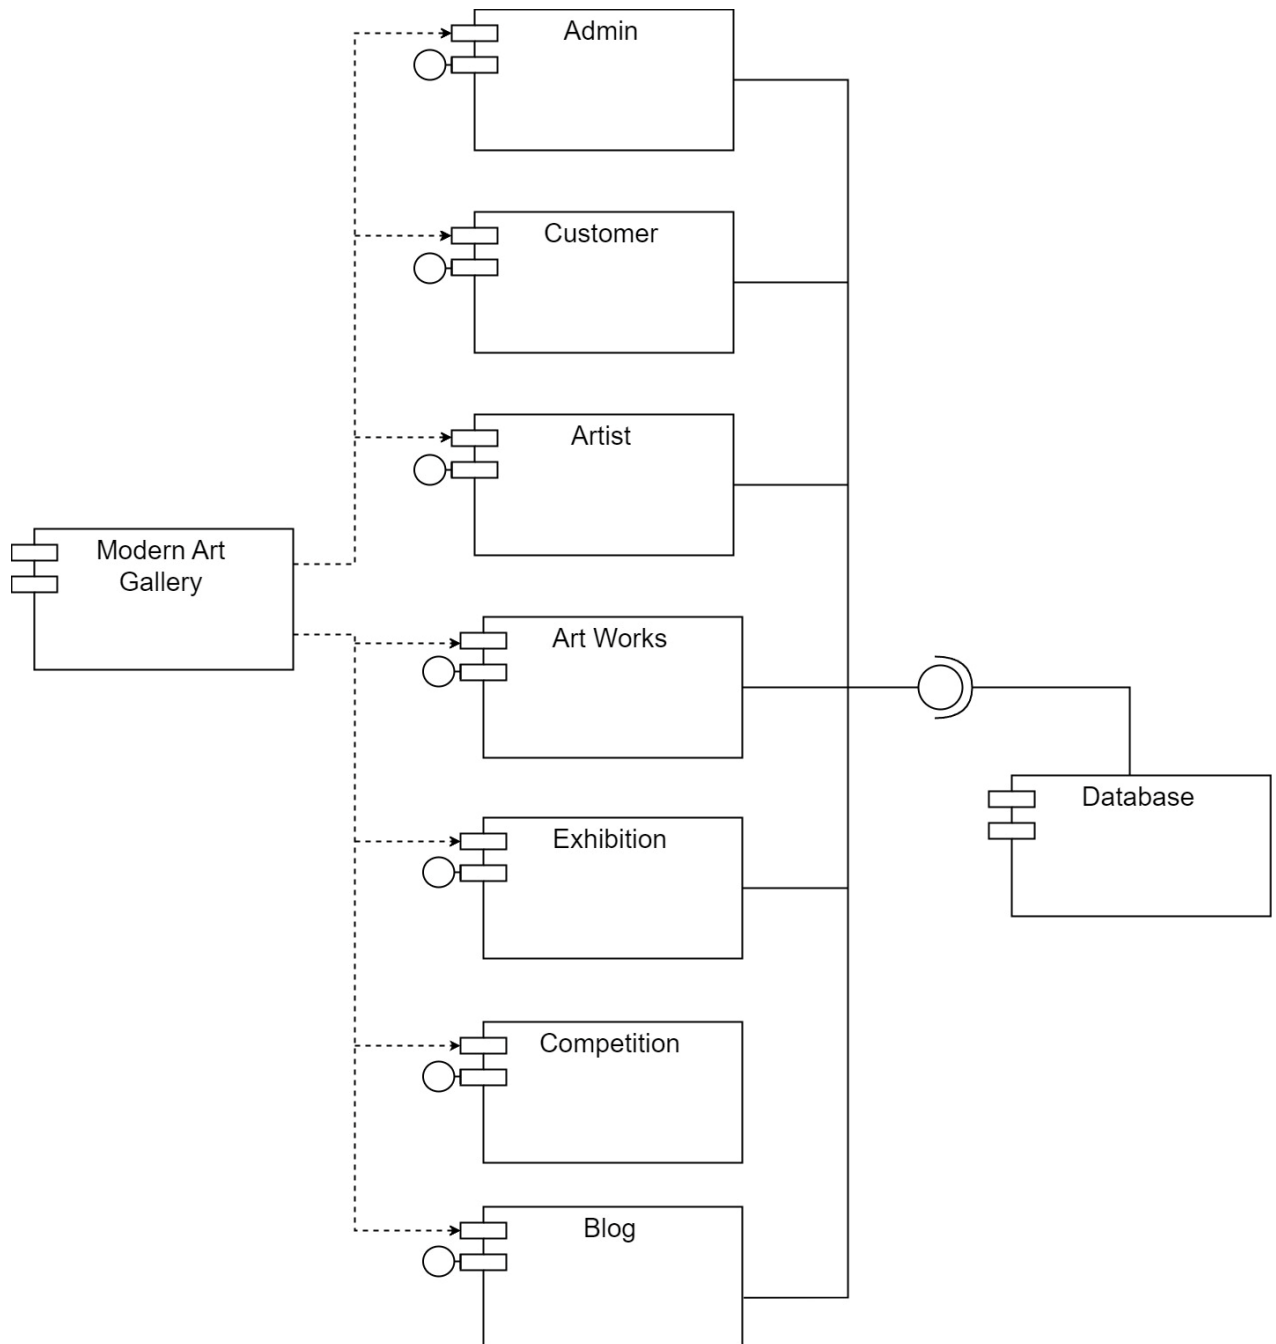 Admin
Customer
Artist
Modern Art
Gallery
Art Works
Exhibition
Database
Competition
Blog